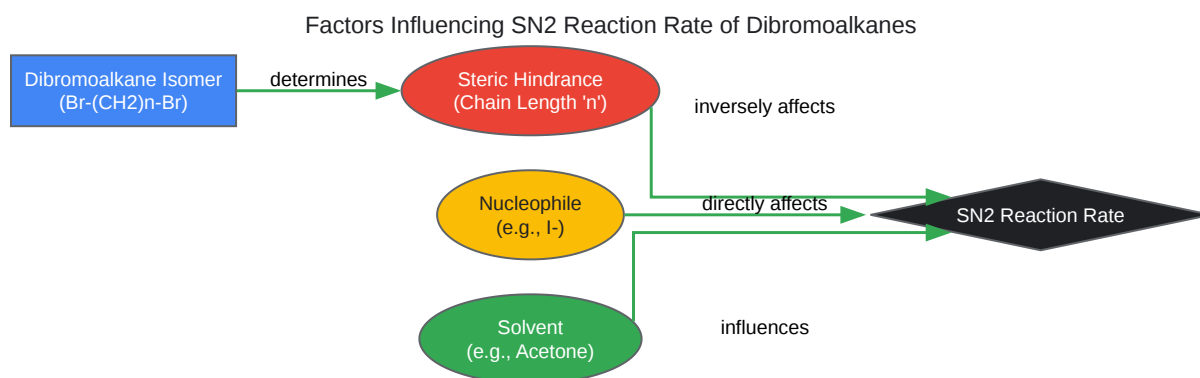 Factors Influencing SN2 Reaction Rate of Dibromoalkanes
Dibromoalkane Isomer
(Br-(CH2)n-Br)
determines
Steric Hindrance
(Chain Length 'n')
inversely affects
Nucleophile
(e.g., I-)
directly affects
SN2 Reaction Rate
Solvent
(e.g., Acetone)
influences